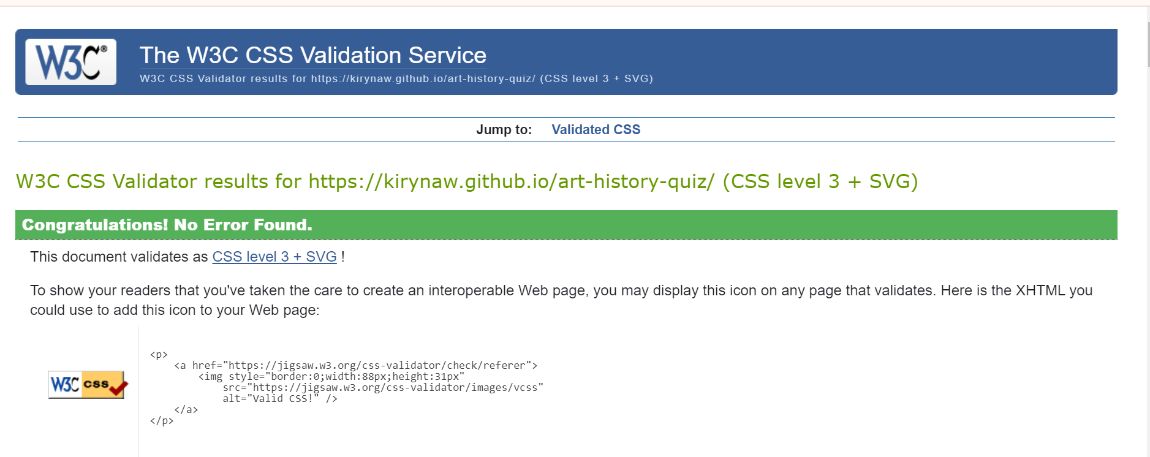 W3C®
The W3C CSS Validation Service
W3C CSS Validator results for https://kirynaw.github.io/art-history-quiz/ (CSS level 3 + SVG)
Jump to: Validated CSS
W3C CSS Validator results for https://kirynaw.github.io/art-history-quiz/ (CSS level 3 + SVG)
Congratulations! No Error Found.
This document validates as CSS level 3 + SVG !
To show your readers that you've taken the care to create an interoperable Web page, you may display this icon on any page that validates. Here is the XHTML you
could use to add this icon to your Web page:
W3C css
<p>
    <a href="https://jigsaw.w3.org/css-validator/check/referer">
        <img style="border:0;width:88px;height:31px"
            src="https://jigsaw.w3.org/css-validator/images/vcss"
            alt="Valid CSS!" />
    </a>
</p>